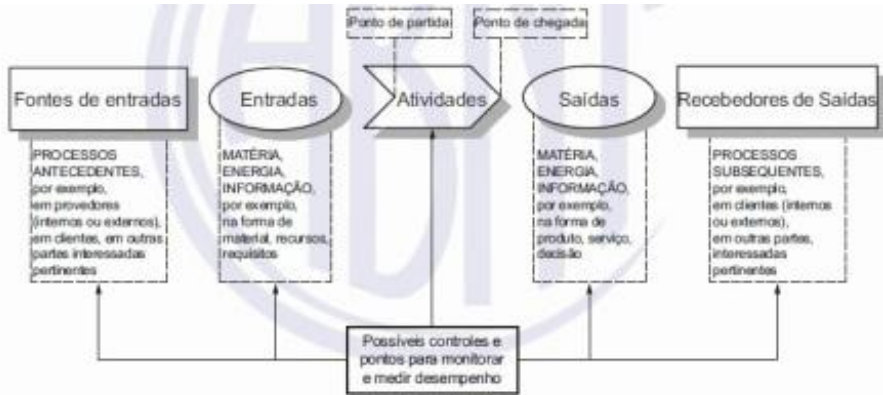 Ponto de partida
Ponto de chegada
Fontes de entradas
Entradas
Atividades
Saídas
Recebedores de Saidas
PROCESSOS
ANTECEDENTES,
por exemplo,
em provedores
(internos ou externos),
em clientes, em outras
partes interessadas
pertinentes
MATÉRIA,
ENERGIA,
INFORMAÇÃO,
por exemplo,
na forma de
material, recursos,
requisitos
MATÉRIA,
ENERGIA,
INFORMAÇÃO,
por exemplo,
na forma de
produto, serviço,
decisão
PROCESSOS
SUBSEQUENTES,
por exemplo,
em clientes (internos
ou externos),
em outras partes,
interessadas
pertinentes
Possíveis controles e
pontos para monitorar
e medir desempenho
ABNT